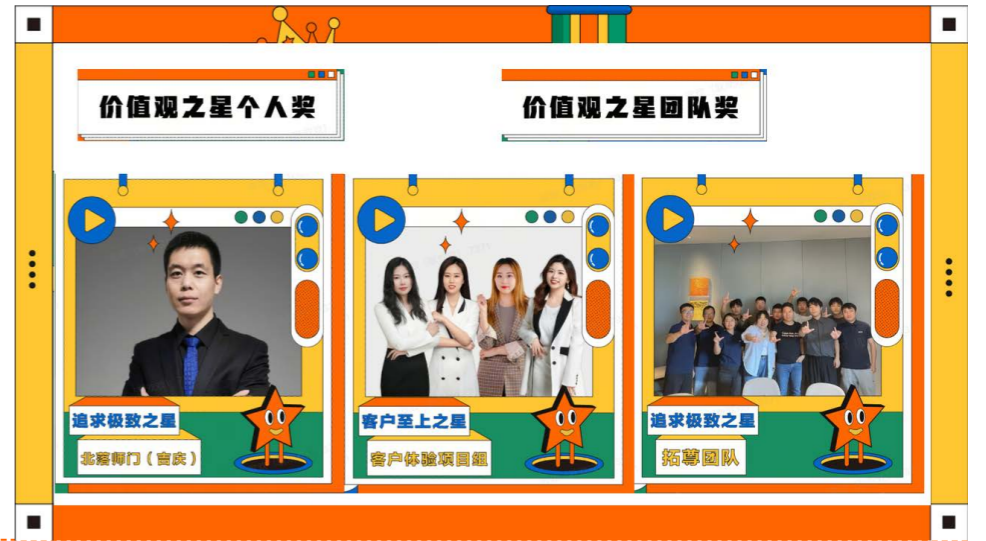 价值观之星个人奖
价值观之星团队奖
追求极致之星
北落师门（吉庆）
客户至上之星
客户体验项目组
追求极致之星
拓尊团队